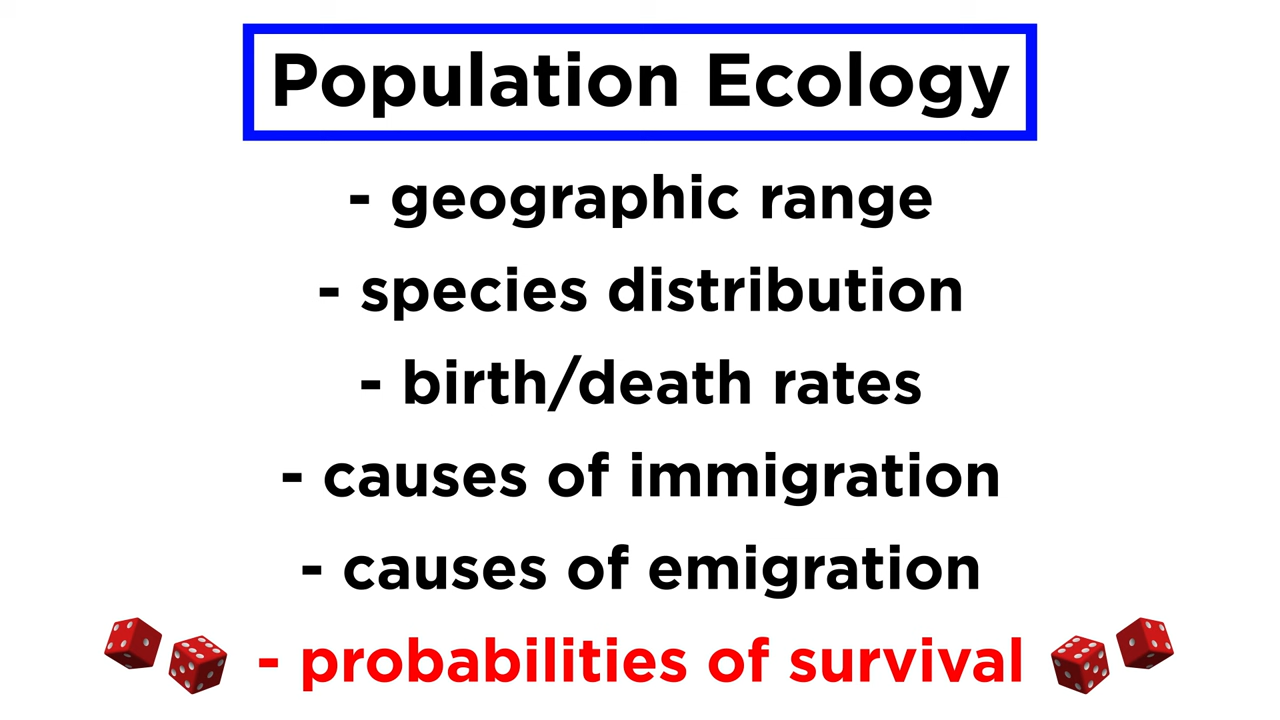 Population Ecology
- geographic range
- species distribution
- birth/death rates
- causes of immigration
- causes of emigration
- probabilities of survival